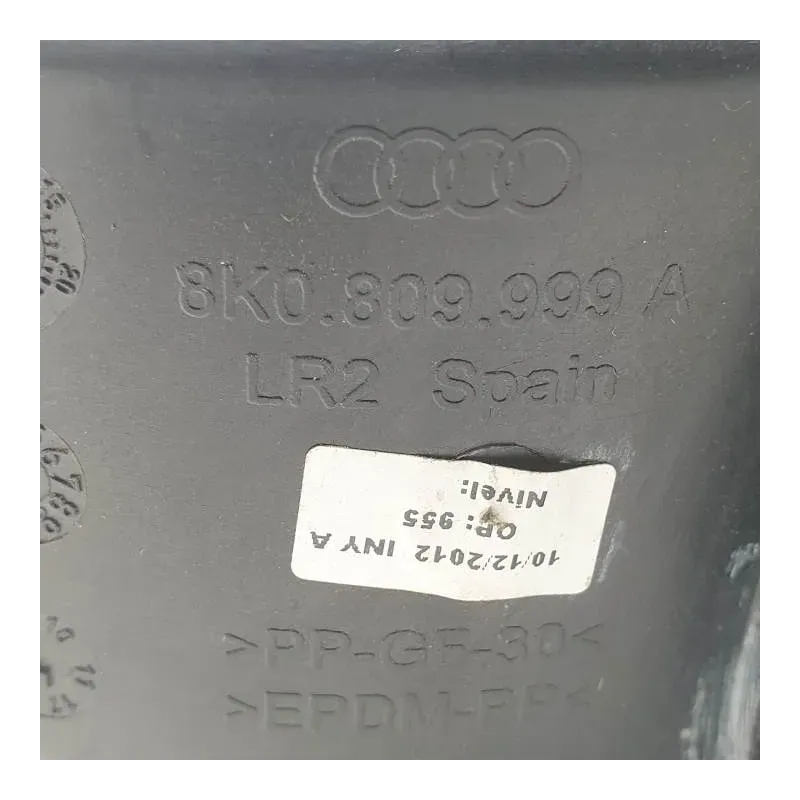 8K0.809.999 A
LR2 Spain
10/12/2012 INY A
OP: 955
Nivel:
>PP-GF-30<
>EPDM-PP<